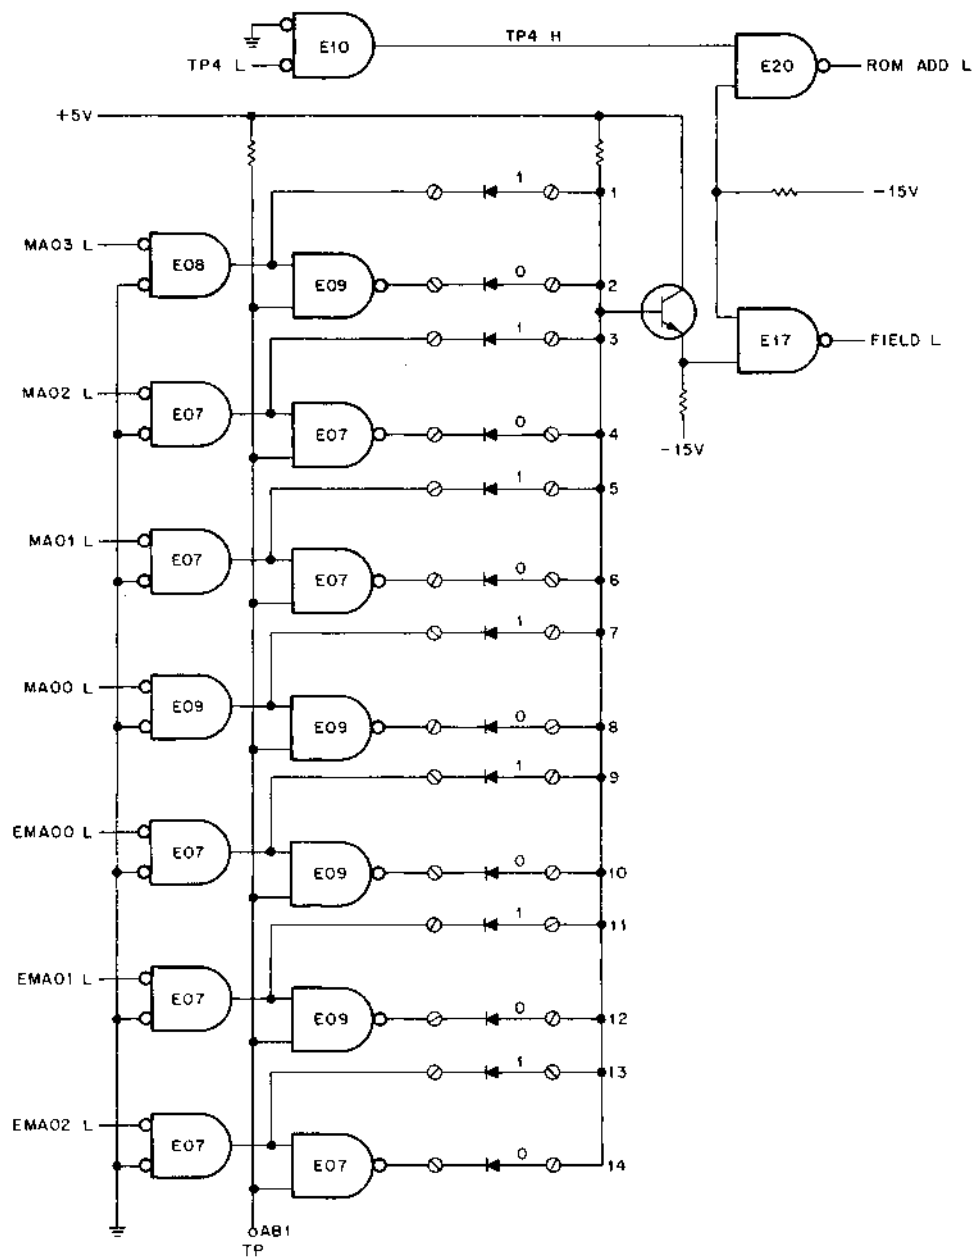 E10
TP4 H
TP4 L
E20
ROM ADD L
+5V
1
1
-15V
MA03 L
E08
E09
0
2
1
3
E17
FIELD L
MA02 L
E07
E07
0
4
-15V
1
5
MA01 L
E07
E07
0
6
1
7
MA00 L
E09
E09
0
8
1
9
EMA00 L
E07
E09
0
10
1
11
EMA01 L
E07
E09
0
12
1
13
EMA02 L
E07
E07
0
14
AB1
TP